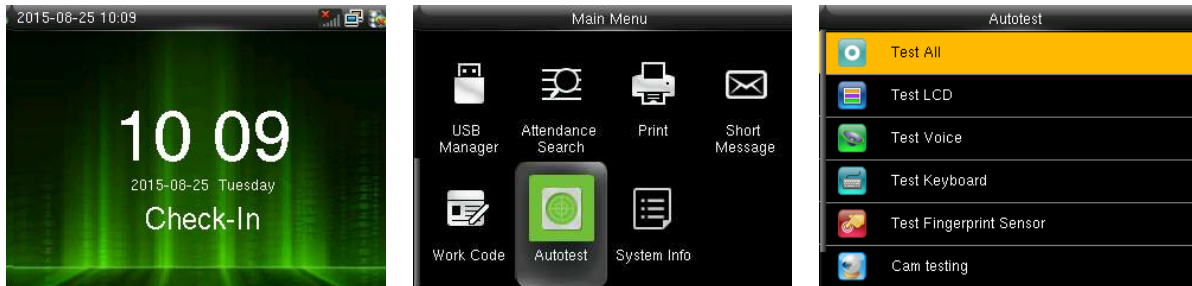 2015-08-25 10:09
10 09
2015-08-25 Tuesday
Check-In
Main Menu
USB
Manager
Attendance
Search
Print
Short
Message
Work Code
Autotest
System Info
Autotest
Test All
Test LCD
Test Voice
Test Keyboard
Test Fingerprint Sensor
Cam testing